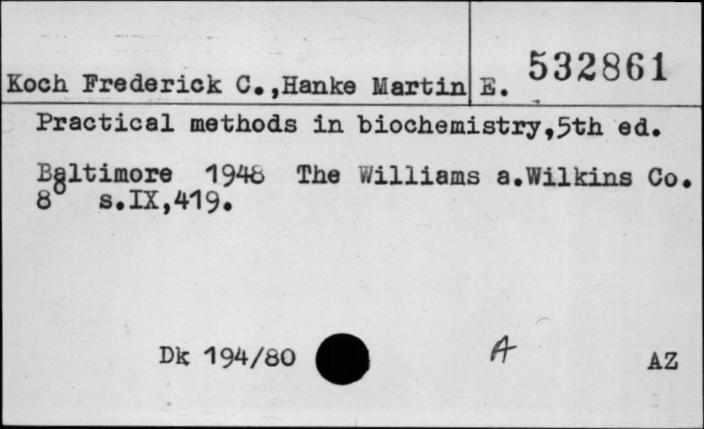 532861
Koch Frederick C.,Hanke Martin E.
Practical methods in biochemistry,5th ed.
Baltimore 1948 The Williams a.Wilkins Co.
8° s.IX,419.
Dk 194/80 A AZ